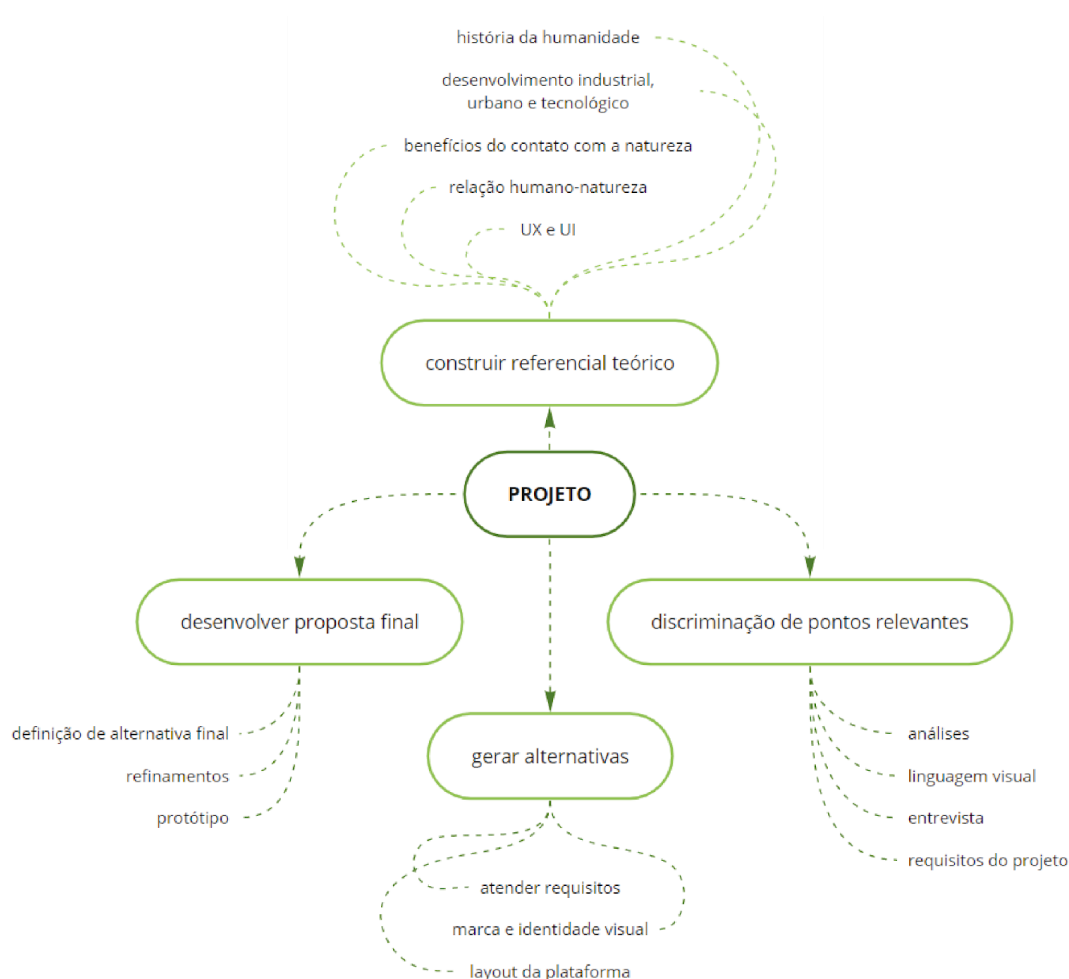 história da humanidade
desenvolvimento industrial,
urbano e tecnológico
benefícios do contato com a natureza
relação humano-natureza
UX e UI
construir referencial teórico
PROJETO
desenvolver proposta final
discriminação de pontos relevantes
definição de alternativa final
refinamentos
protótipo
gerar alternativas
análises
linguagem visual
entrevista
requisitos do projeto
atender requisitos
marca e identidade visual
layout da plataforma